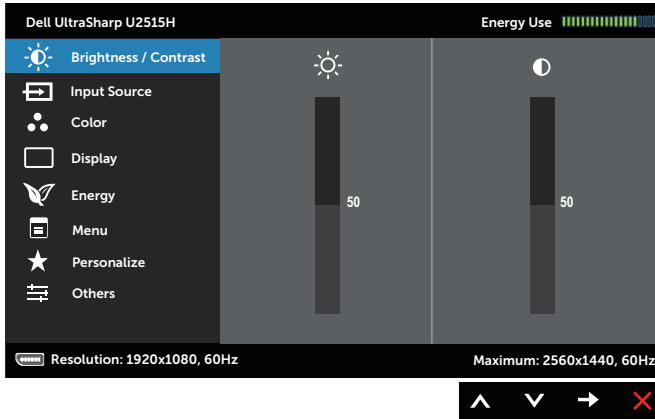 Dell UltraSharp U2515H
Energy Use
Brightness / Contrast
Input Source
Color
Display
Energy
Menu
Personalize
Others
50
50
Resolution: 1920x1080, 60Hz
Maximum: 2560x1440, 60Hz